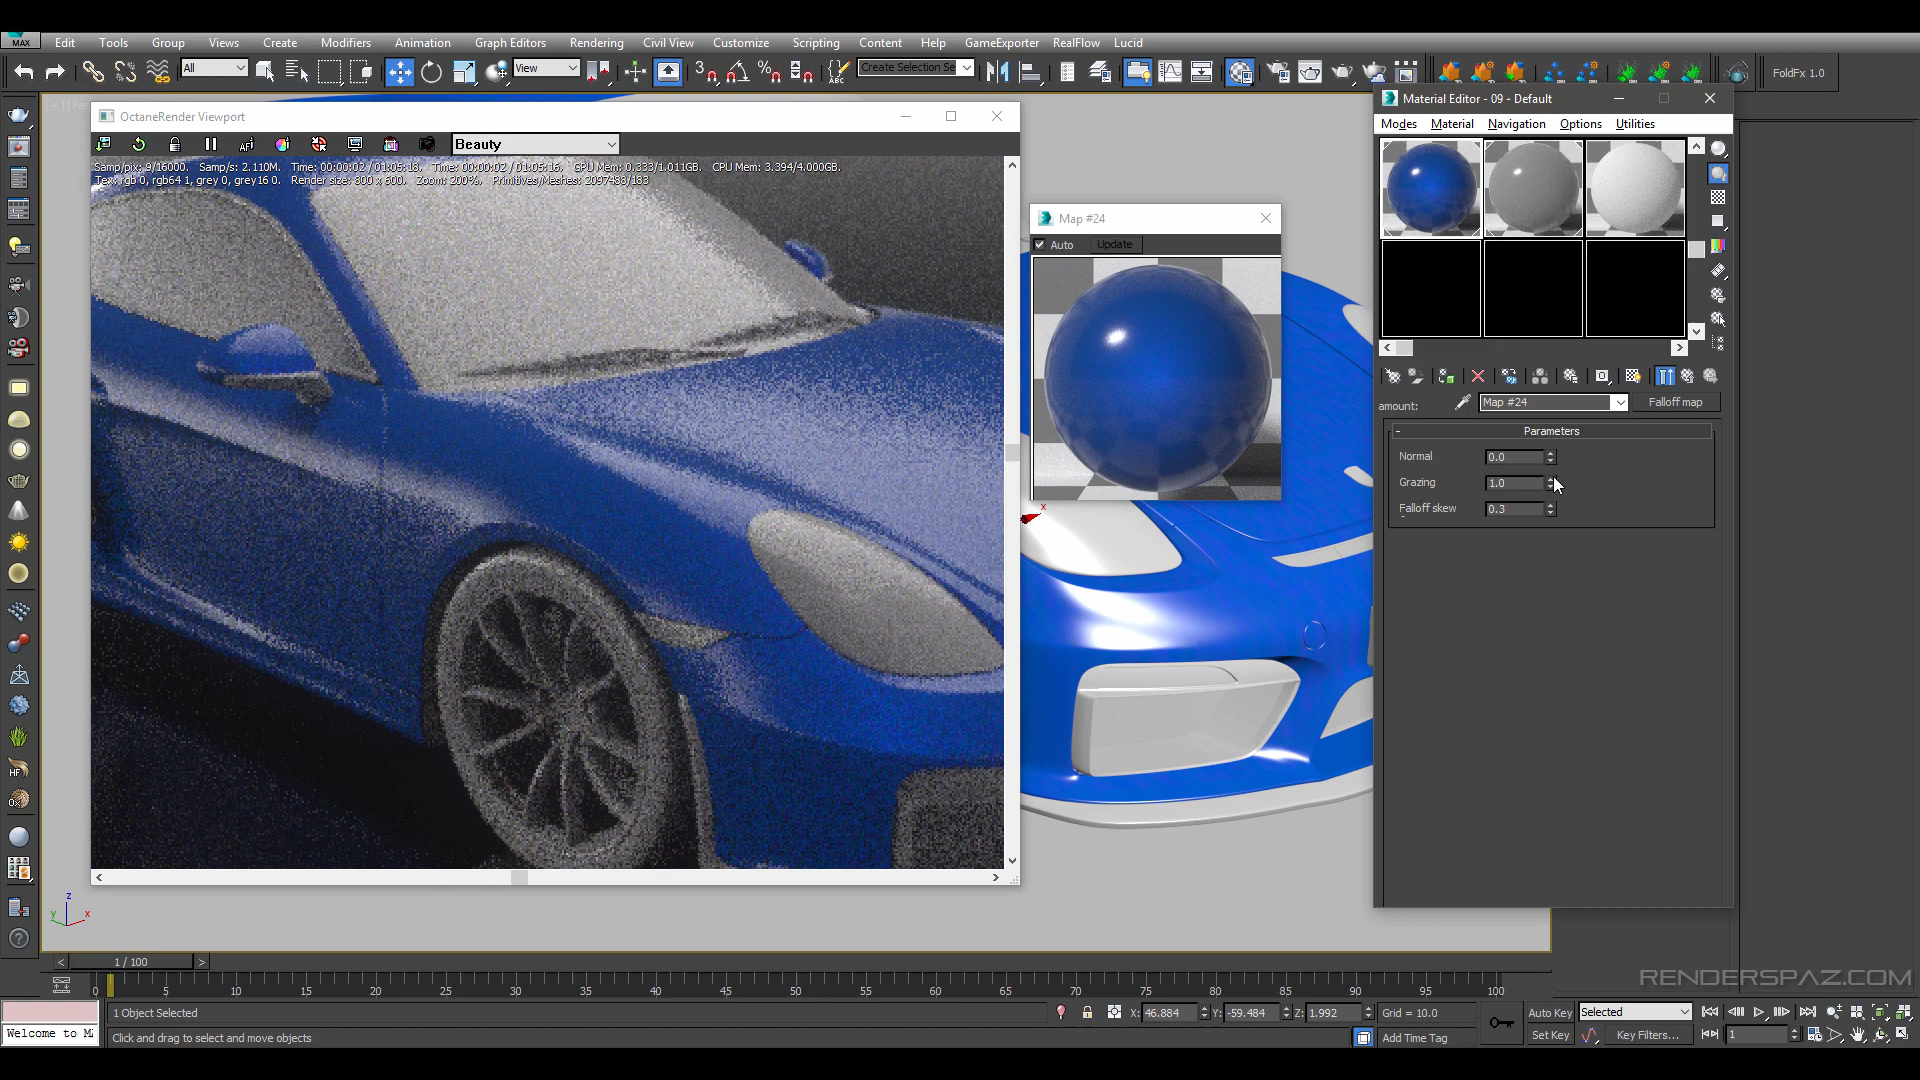 MAX
Edit Tools Group Views Create Modifiers Animation Graph Editors Rendering Civil View Customize Scripting Content Help GameExporter RealFlow Lucid
All
View
3
ABC
Create Selection Se
FoldFx 1.0
OctaneRender Viewport
Beauty
Samp/pix: 9/16000. Samp/s: 2.110M. Time: 00:00:02 / 01:05:18. Time: 00:00:02 / 01:05:16. GPU Mem: 0.333/1.011GB. CPU Mem: 3.394/4.000GB.
Tex: rgb 0, rgb64 1, grey 0, grey16 0. Render size: 800 x 600. Zoom: 200%. Primitives/Meshes: 2097488/183
Map #24
Auto Update
Material Editor - 09 - Default
Modes Material Navigation Options Utilities
amount: Map #24 Falloff map
Parameters
Normal 0.0
Grazing 1.0
Falloff skew 0.3
x
HF
z
y x
< 1 / 100 >
0 5 10 15 20 25 30 35 40 45 50 55 60 65 70 75 80 85 90 95 100
RENDERSPAZ.COM
1 Object Selected X: 46.884 Y: -59.484 Z: 1.992 Grid = 10.0 Auto Key Selected
Welcome to M
Click and drag to select and move objects Add Time Tag Set Key Key Filters... 1